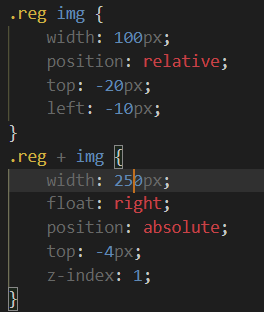 .reg img {
width: 100px;
position: relative;
top: -20px;
left: -10px;
}
.reg + img {
width: 250px;
float: right;
position: absolute;
top: -4px;
z-index: 1;
}